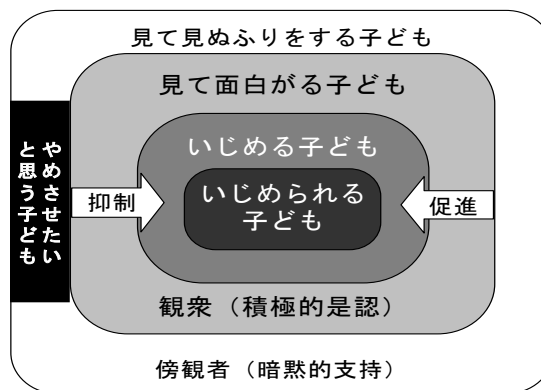 見て見ぬふりをする子ども
見て面白がる子ども
いじめる子ども
いじめられる
子ども
やめさせたい
と思う子ども
抑制
促進
観衆（積極的是認）
傍観者（暗黙的支持）